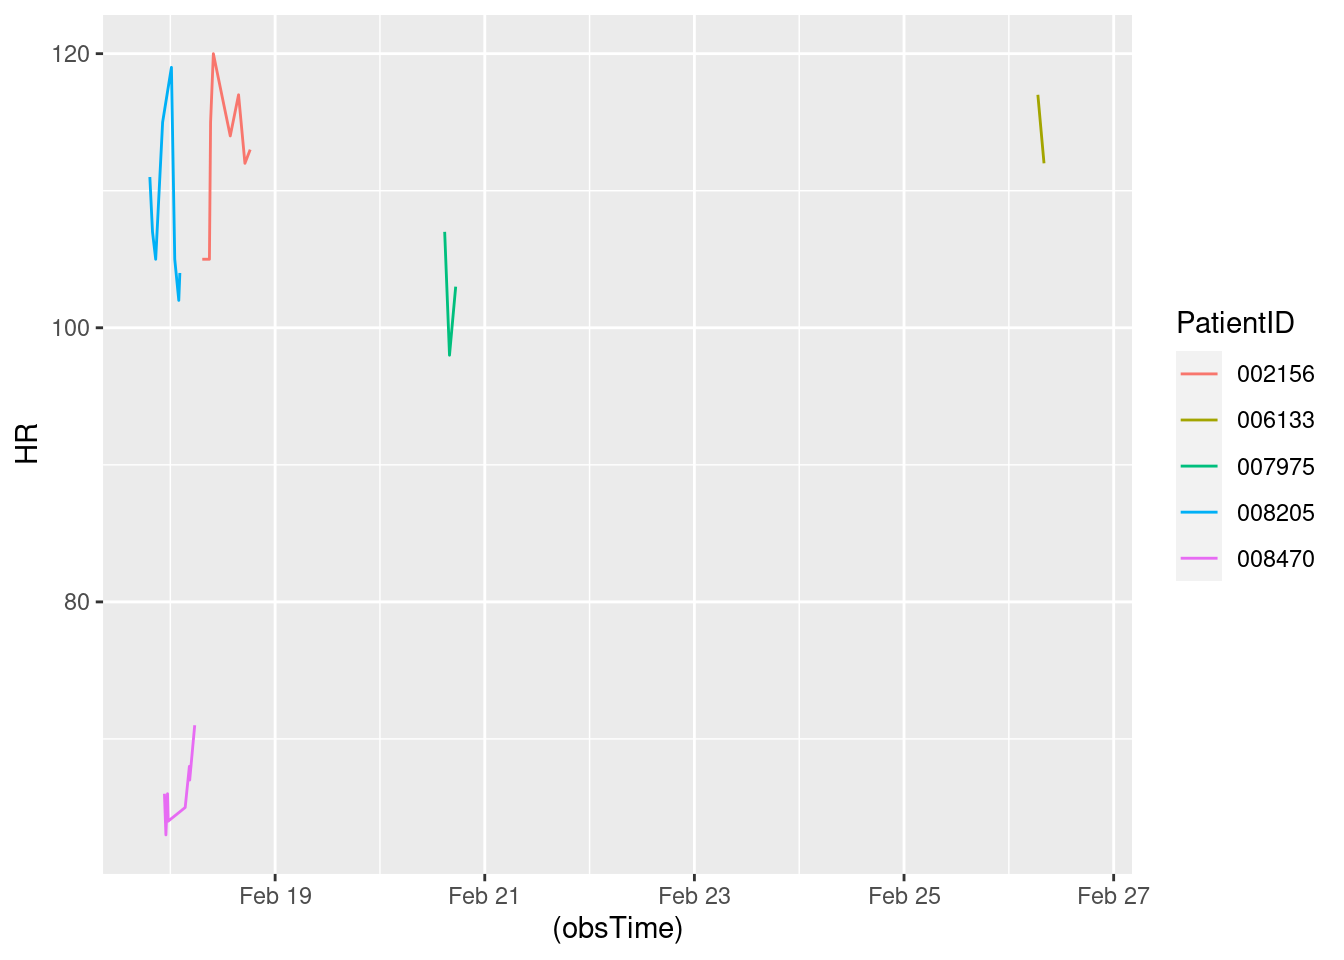 120
100
80
HR
Feb 19
Feb 21
Feb 23
Feb 25
Feb 27
(obsTime)
PatientID
002156
006133
007975
008205
008470